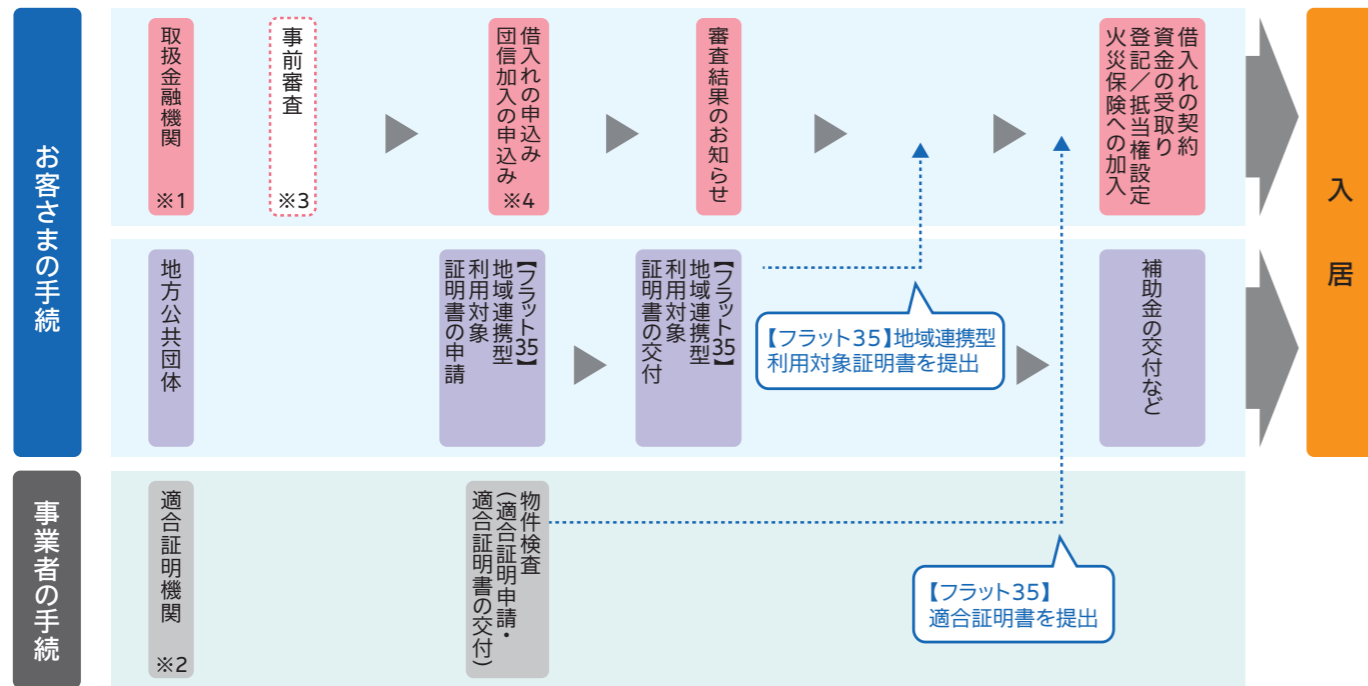 お客さまの手続
取扱金融機関 ※1
事前審査 ※3
借入れの申込み
団信加入の申込み ※4
審査結果のお知らせ
借入れの契約
資金の受取り
登記／抵当権設定
火災保険への加入
地方公共団体
【フラット35】
地域連携型
利用対象
証明書の申請
【フラット35】
地域連携型
利用対象
証明書の交付
【フラット35】地域連携型
利用対象証明書を提出
補助金の交付など
入居
事業者の手続
適合証明機関 ※2
物件検査
(適合証明申請・
適合証明書の交付)
【フラット35】
適合証明書を提出